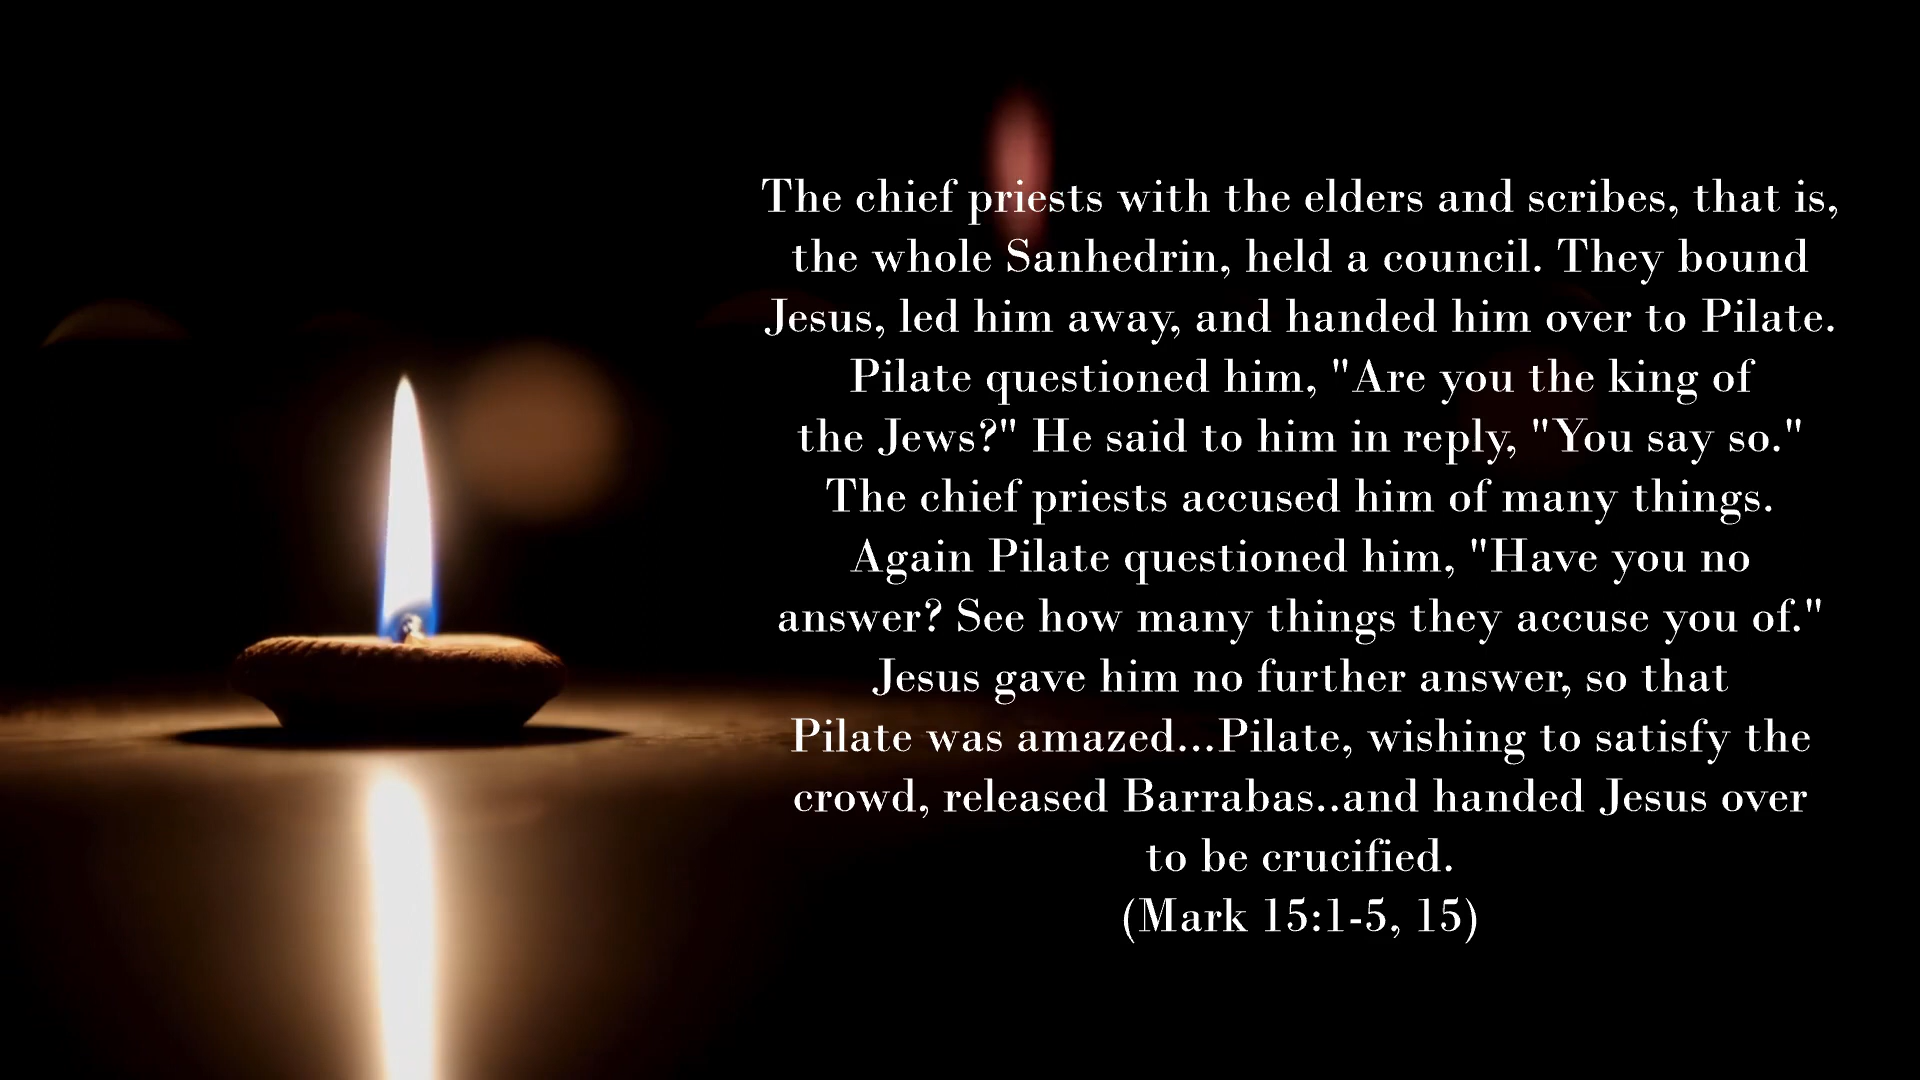 The chief priests with the elders and scribes, that is,
the whole Sanhedrin, held a council. They bound
Jesus, led him away, and handed him over to Pilate.
Pilate questioned him, "Are you the king of
the Jews?" He said to him in reply, "You say so."
The chief priests accused him of many things.
Again Pilate questioned him, "Have you no
answer? See how many things they accuse you of."
Jesus gave him no further answer, so that
Pilate was amazed...Pilate, wishing to satisfy the
crowd, released Barrabas..and handed Jesus over
to be crucified.
(Mark 15:1-5, 15)